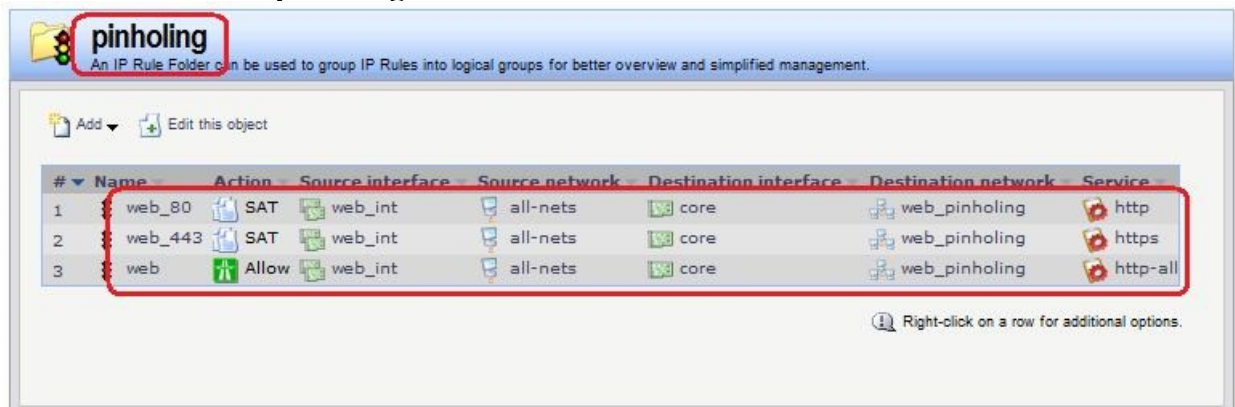 pinholing
An IP Rule Folder can be used to group IP Rules into logical groups for better overview and simplified management.
Add Edit this object
# Name Action Source interface Source network Destination interface Destination network Service
1 web_80 SAT web_int all-nets core web_pinholing http
2 web_443 SAT web_int all-nets core web_pinholing https
3 web Allow web_int all-nets core web_pinholing http-all
Right-click on a row for additional options.